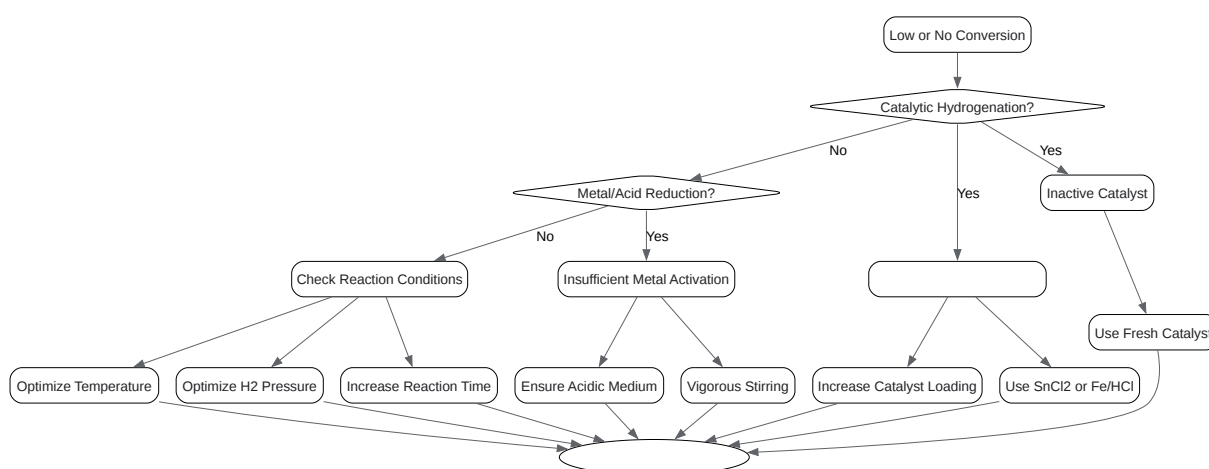 Low or No Conversion
Catalytic Hydrogenation?
No
Yes
Yes
Metal/Acid Reduction?
Inactive Catalyst
No
Yes
Check Reaction Conditions
Insufficient Metal Activation
Use Fresh Catalyst
Optimize Temperature
Optimize H2 Pressure
Increase Reaction Time
Ensure Acidic Medium
Vigorous Stirring
Increase Catalyst Loading
Use SnCl2 or Fe/HCl